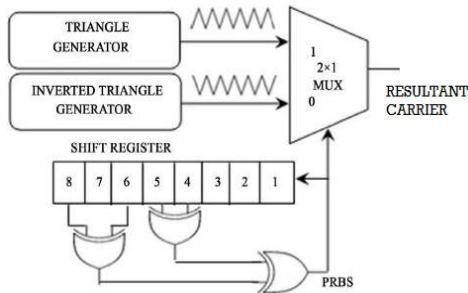 TRIANGLE
GENERATOR
INVERTED TRIANGLE
GENERATOR
1
2×1
MUX
0
RESULTANT
CARRIER
SHIFT REGISTER
8 7 6 5 4 3 2 1
PRBS